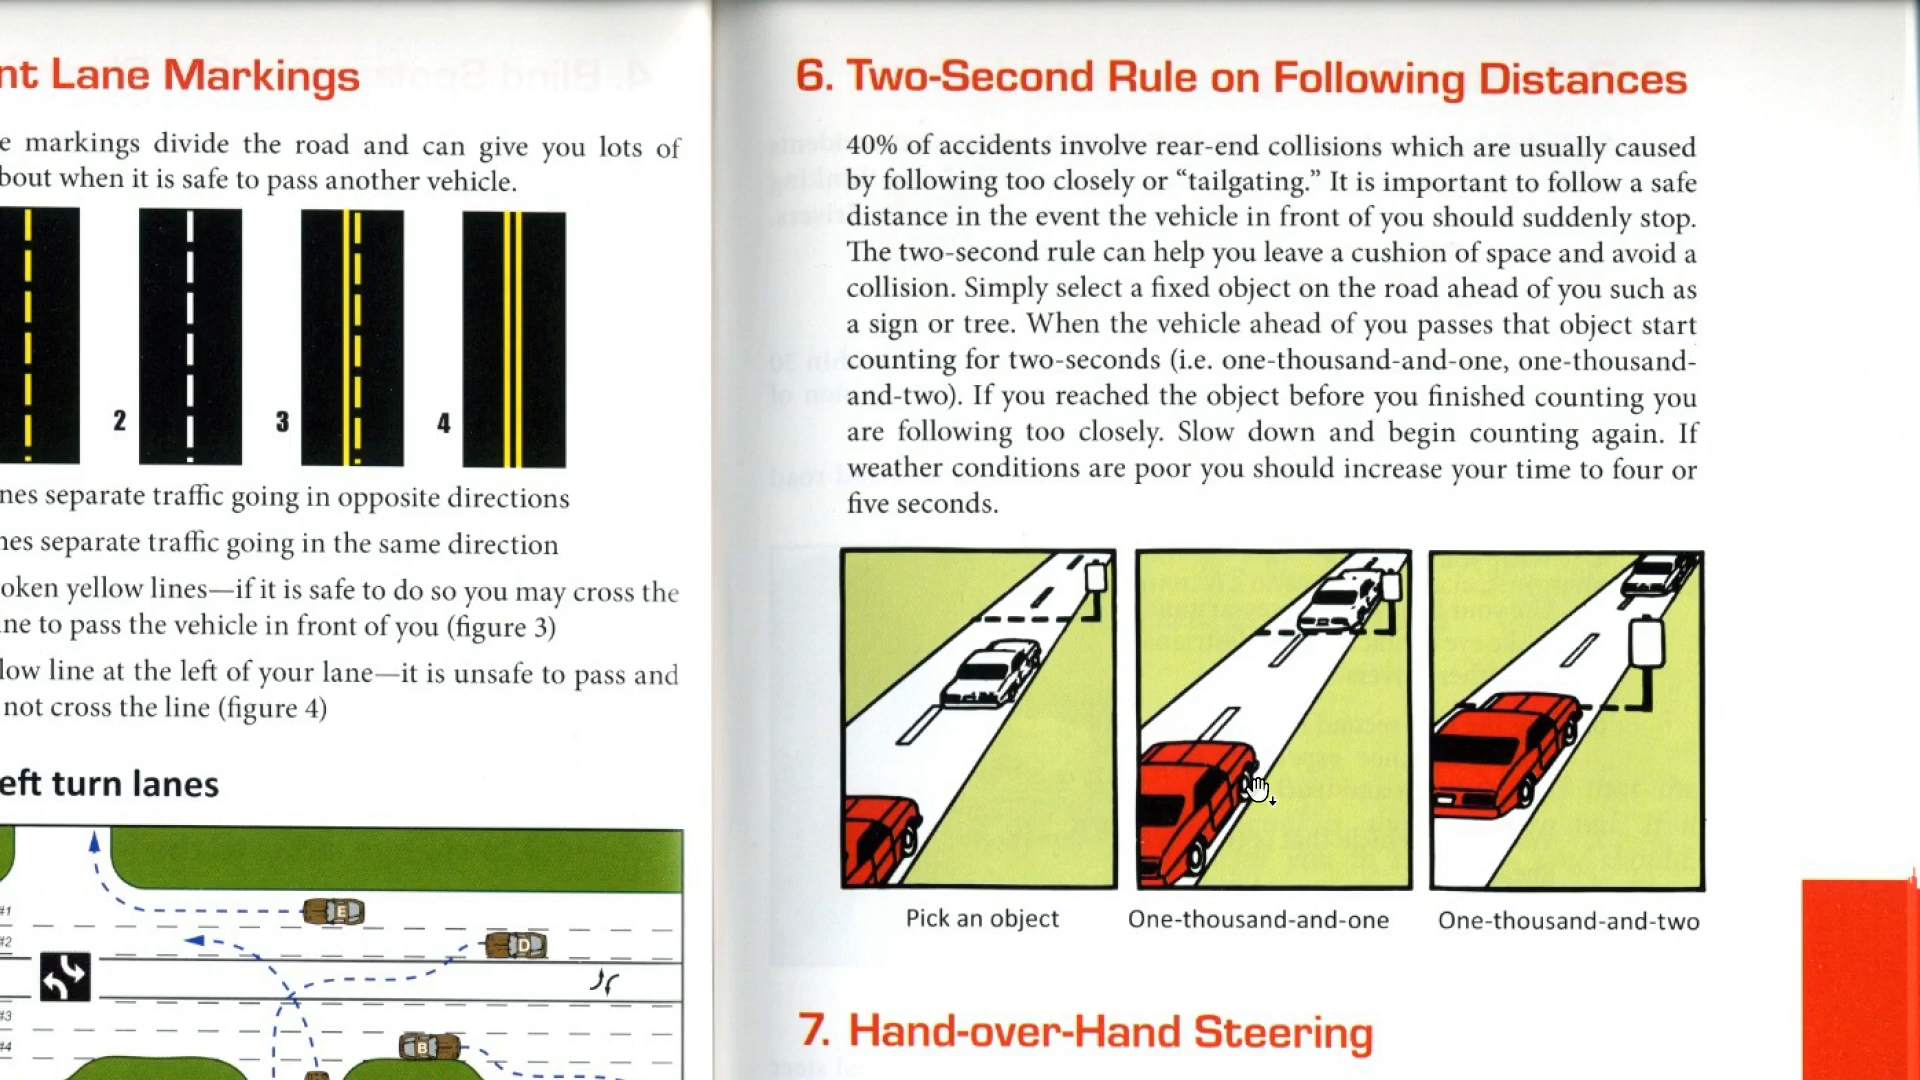 nt Lane Markings
e markings divide the road and can give you lots of
bout when it is safe to pass another vehicle.
2
3
4
nes separate traffic going in opposite directions
nes separate traffic going in the same direction
oken yellow lines—if it is safe to do so you may cross the
ine to pass the vehicle in front of you (figure 3)
low line at the left of your lane—it is unsafe to pass and
not cross the line (figure 4)
eft turn lanes
#1
E
#2
D
#3
#4
B
6. Two-Second Rule on Following Distances
40% of accidents involve rear-end collisions which are usually caused
by following too closely or “tailgating.” It is important to follow a safe
distance in the event the vehicle in front of you should suddenly stop.
The two-second rule can help you leave a cushion of space and avoid a
collision. Simply select a fixed object on the road ahead of you such as
a sign or tree. When the vehicle ahead of you passes that object start
counting for two-seconds (i.e. one-thousand-and-one, one-thousand-
and-two). If you reached the object before you finished counting you
are following too closely. Slow down and begin counting again. If
weather conditions are poor you should increase your time to four or
five seconds.
Pick an object
One-thousand-and-one
One-thousand-and-two
7. Hand-over-Hand Steering